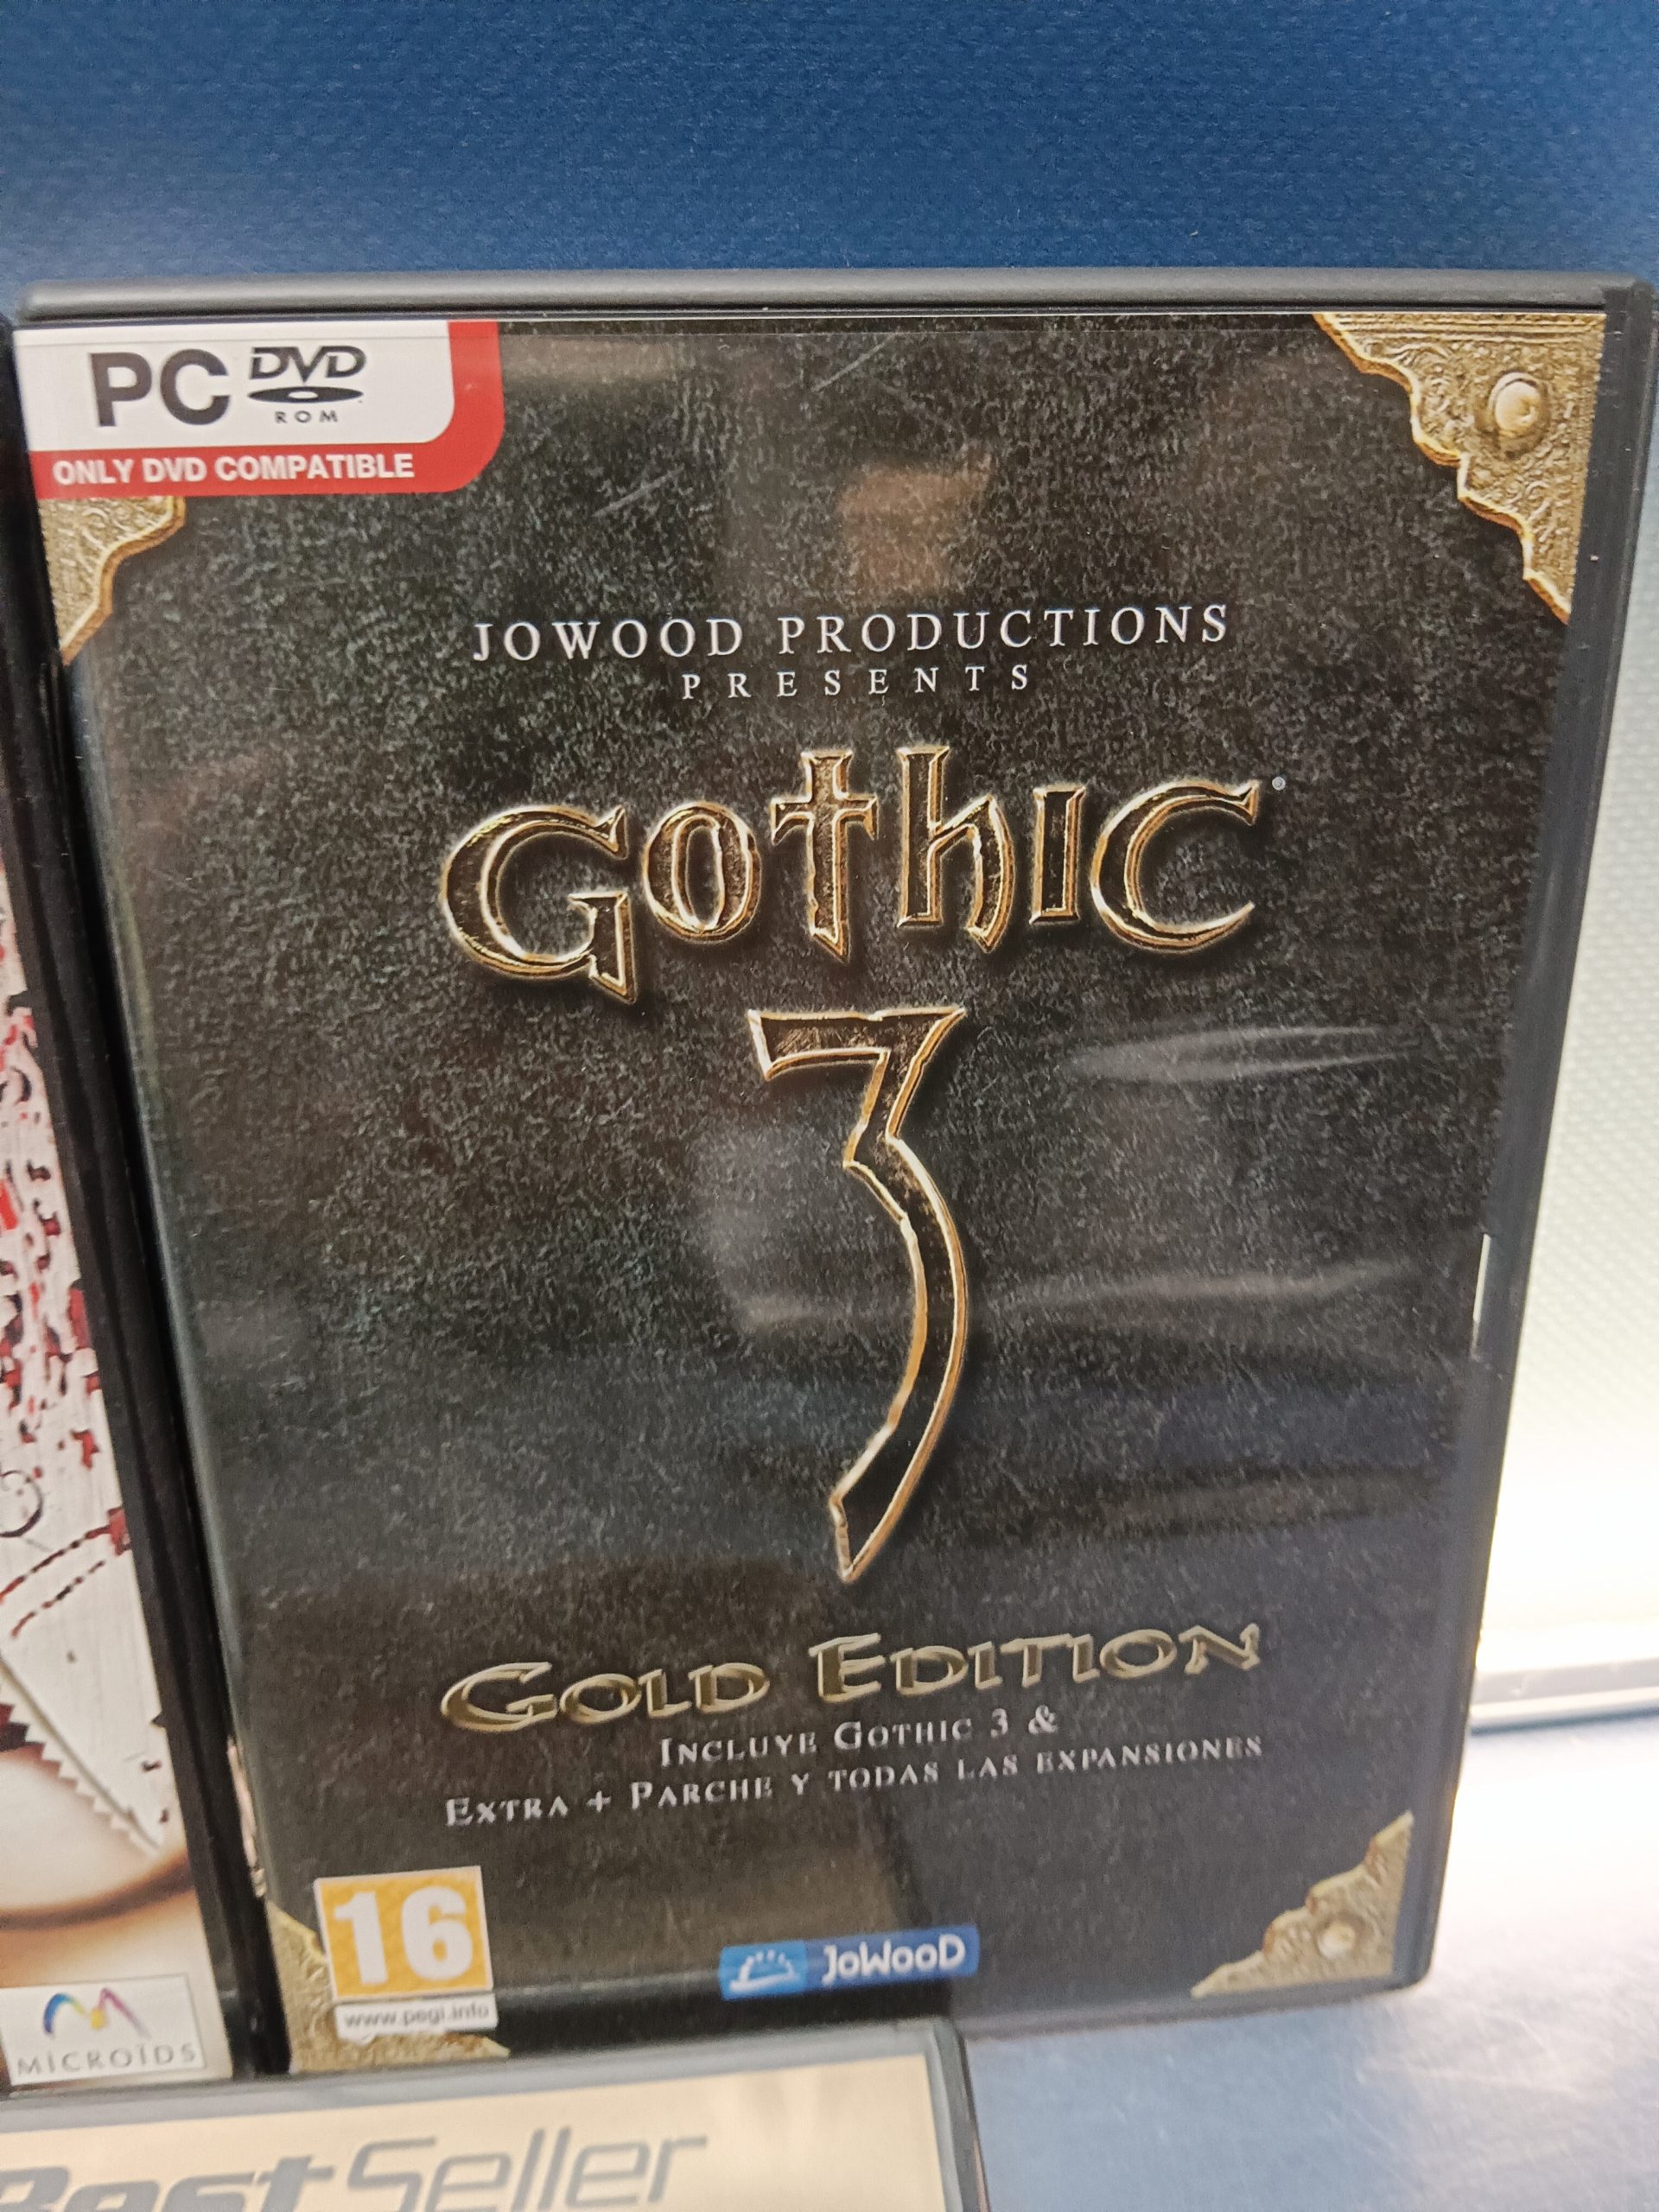 PC DVD
ROM
ONLY DVD COMPATIBLE
JOWOOD PRODUCTIONS
PRESENTS
GOTHIC®
3
GOLD EDITION
INCLUYE GOTHIC 3 &
EXTRA + PARCHE Y TODAS LAS EXPANSIONES
16
www.pegi.info
JoWooD
MICROÏDS
BestSeller